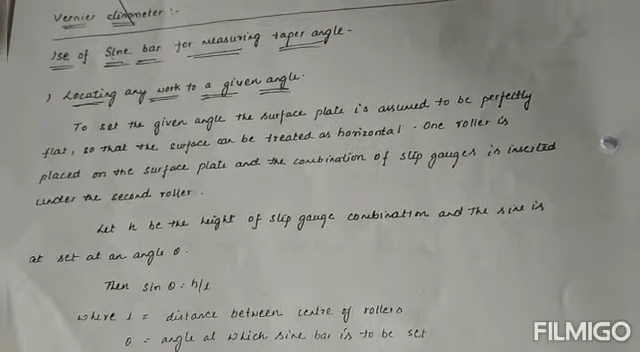 Vernier clinometer :-
Use of Sine bar for measuring taper angle -
) Locating any work to a given angle.
To set the given angle the surface plate is assumed to be perfectly
flat, so that the surface can be treated as horizontal. One roller is
placed on the surface plate and the combination of slip gauges is inserted
under the second roller.
Let h be the height of slip gauge combination and the sine is
at set at an angle θ.
Then sin θ = h/l
where l = distance between centre of rollers
θ = angle at which sine bar is to be set
FILMIGO